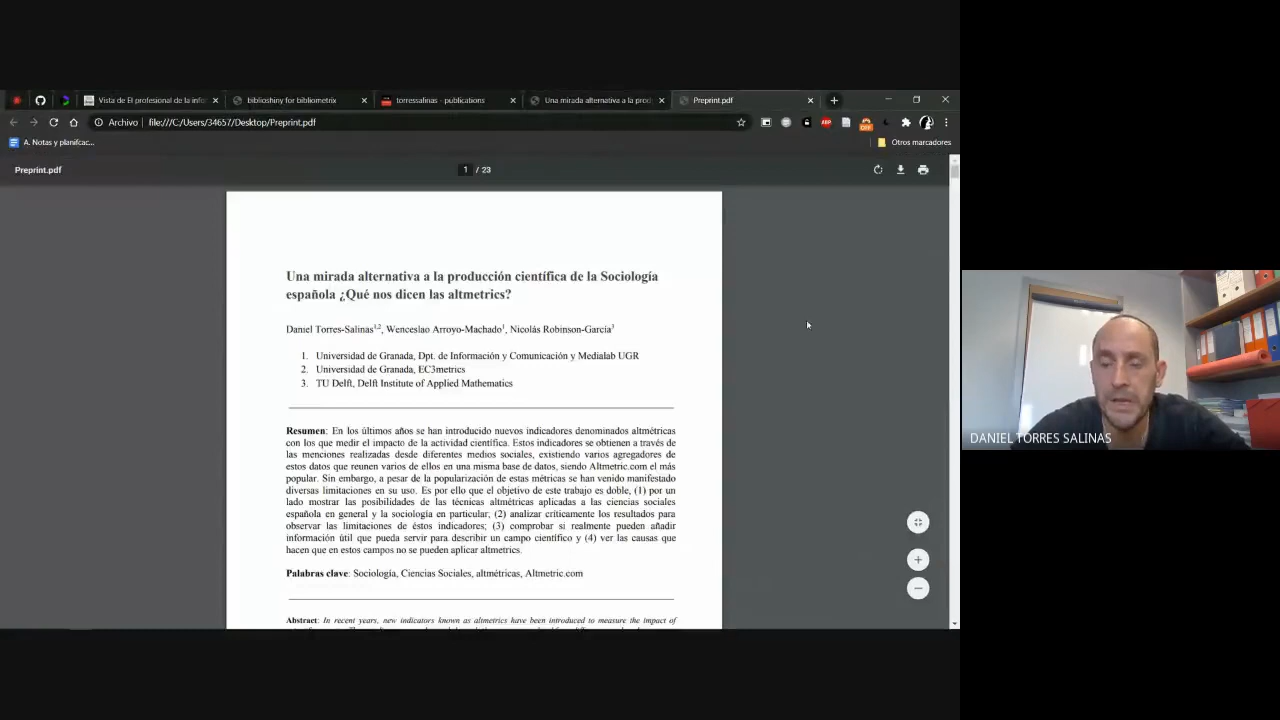 Vista de El profesional de la info
biblioshiny for bibliometrix
torressalinas - publications
Una mirada alternativa a la prod
Preprint.pdf
Archivo
file:///C:/Users/34657/Desktop/Preprint.pdf
A. Notas y planifcac...
Otros marcadores
Preprint.pdf
1 / 23
Una mirada alternativa a la producción científica de la Sociología
española ¿Qué nos dicen las altmetrics?
Daniel Torres-Salinas1,2, Wenceslao Arroyo-Machado1, Nicolás Robinson-García3
1. Universidad de Granada, Dpt. de Información y Comunicación y Medialab UGR
2. Universidad de Granada, EC3metrics
3. TU Delft, Delft Institute of Applied Mathematics
Resumen: En los últimos años se han introducido nuevos indicadores denominados altmétricas
con los que medir el impacto de la actividad científica. Estos indicadores se obtienen a través de
las menciones realizadas desde diferentes medios sociales, existiendo varios agregadores de
estos datos que reunen varios de ellos en una misma base de datos, siendo Altmetric.com el más
popular. Sin embargo, a pesar de la popularización de estas métricas se han venido manifestado
diversas limitaciones en su uso. Es por ello que el objetivo de este trabajo es doble, (1) por un
lado mostrar las posibilidades de las técnicas altmétricas aplicadas a las ciencias sociales
española en general y la sociología en particular, (2) analizar críticamente los resultados para
observar las limitaciones de éstos indicadores; (3) comprobar si realmente pueden añadir
información útil que pueda servir para describir un campo científico y (4) ver las causas que
hacen que en estos campos no se pueden aplicar altmetrics.
Palabras clave: Sociología, Ciencias Sociales, altmétricas, Altmetric.com
Abstract: In recent years, new indicators known as altmetrics have been introduced to measure the impact of
DANIEL TORRES SALINAS